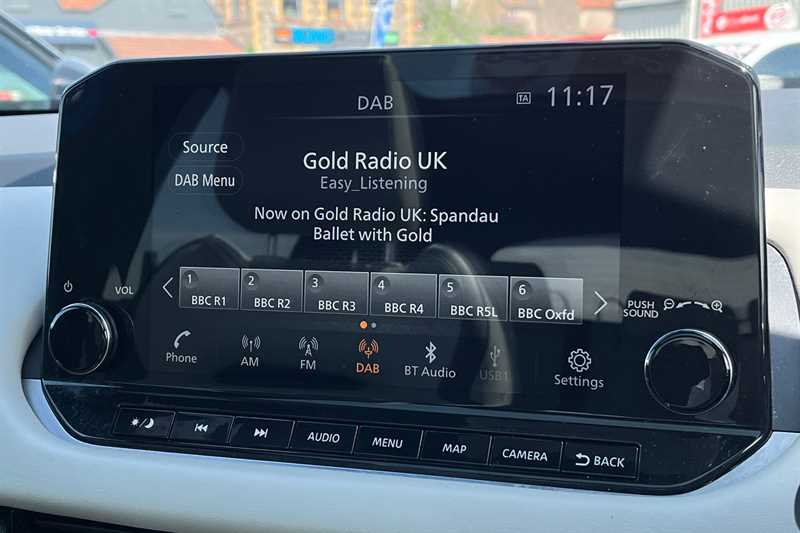 DAB
TA
11:17
Source
DAB Menu
Gold Radio UK
Easy_Listening
Now on Gold Radio UK: Spandau
Ballet with Gold
VOL
PUSH
SOUND
1 BBC R1
2 BBC R2
3 BBC R3
4 BBC R4
5 BBC R5L
6 BBC Oxfd
Phone
AM
FM
DAB
BT Audio
USB1
Settings
AUDIO
MENU
MAP
CAMERA
BACK